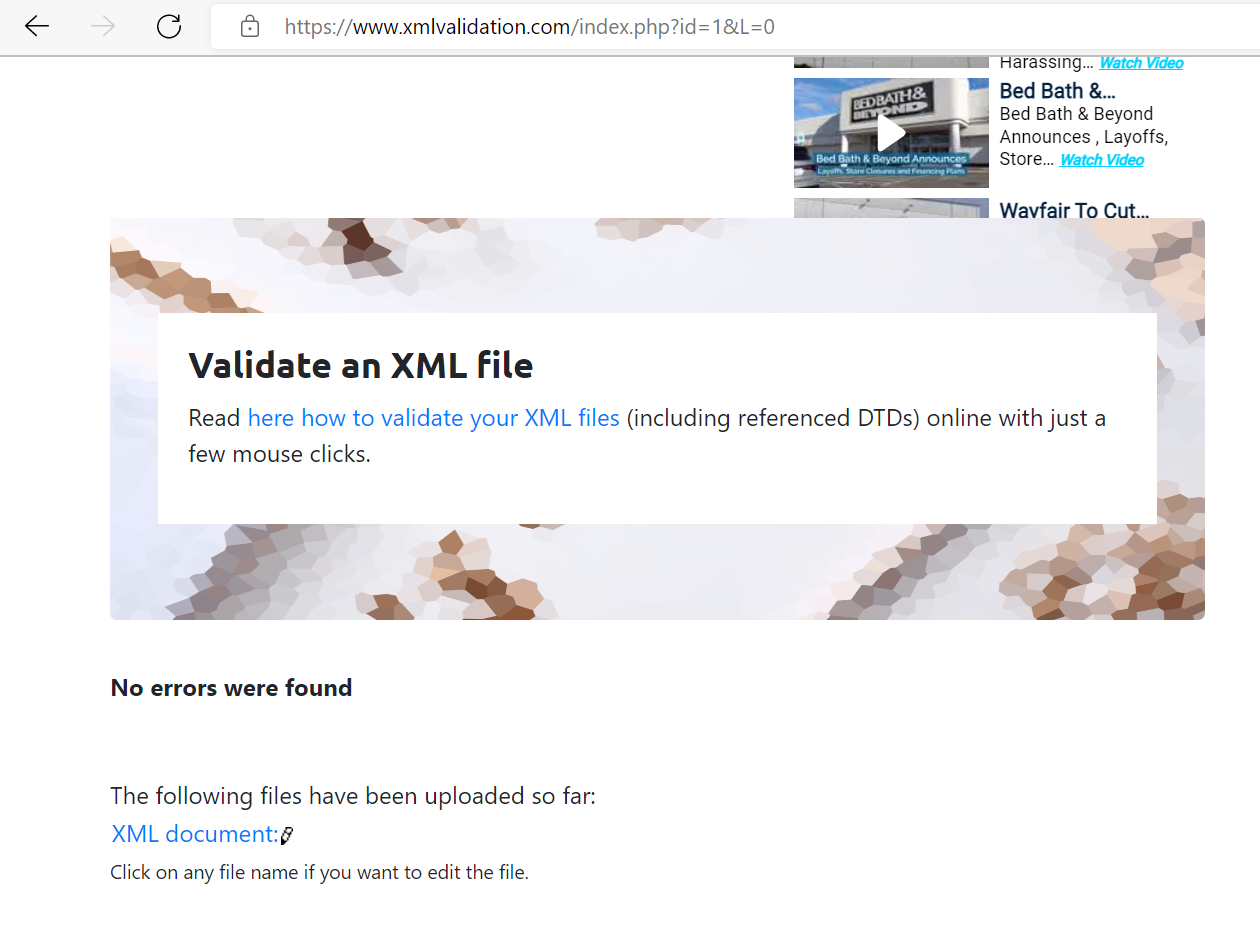 https://www.xmlvalidation.com/index.php?id=1&L=0
Harassing... Watch Video
BED BATH &
BEYOND
Bed Bath & Beyond Announces
Layoffs, Store Closures and Financing Plans
Bed Bath &...
Bed Bath & Beyond
Announces , Layoffs,
Store... Watch Video
Wayfair To Cut...
Validate an XML file
Read here how to validate your XML files (including referenced DTDs) online with just a
few mouse clicks.
No errors were found
The following files have been uploaded so far:
XML document:
Click on any file name if you want to edit the file.